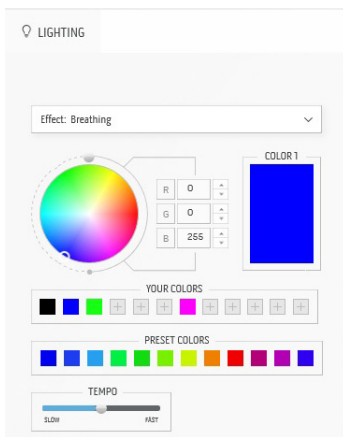 LIGHTING
Effect: Breathing
COLOR 1
R 0
G 0
B 255
YOUR COLORS
PRESET COLORS
TEMPO
SLOW FAST